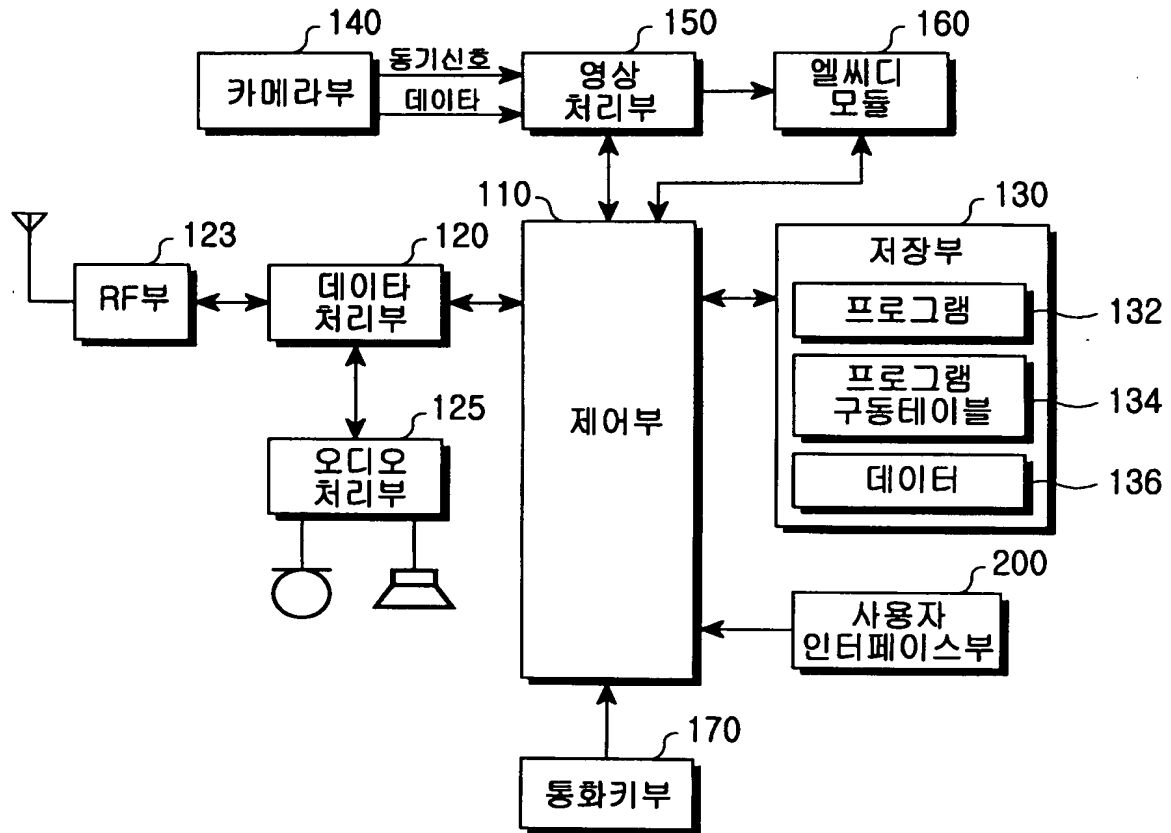 140
150
160
카메라부
동기신호
데이타
영상
처리부
엘씨디
모듈
110
130
123
120
RF부
데이타
처리부
저장부
프로그램
132
프로그램
구동테이블
134
데이터
136
125
오디오
처리부
제어부
200
사용자
인터페이스부
170
통화키부